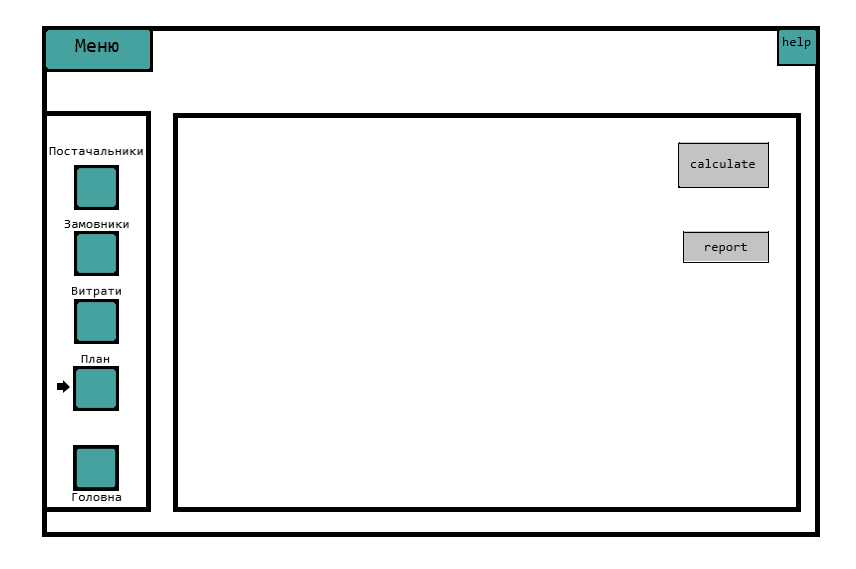 Меню
help
Постачальники
calculate
Замовники
report
Витрати
План
Головна